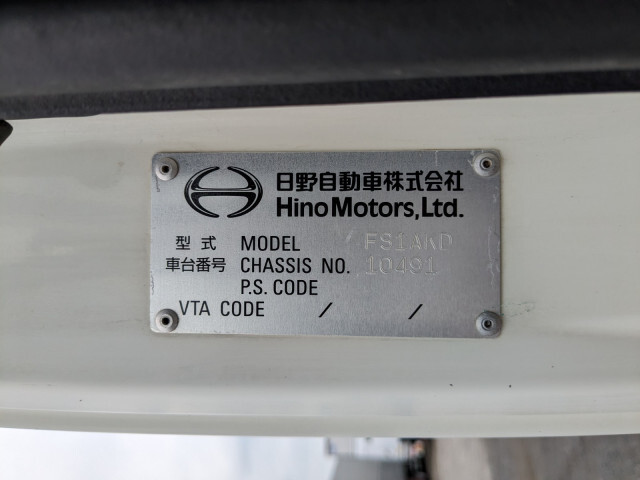 日野自動車株式会社
Hino Motors, Ltd.
型式 MODEL FS1AKD
車台番号 CHASSIS NO. 10491
P.S. CODE
VTA CODE / /